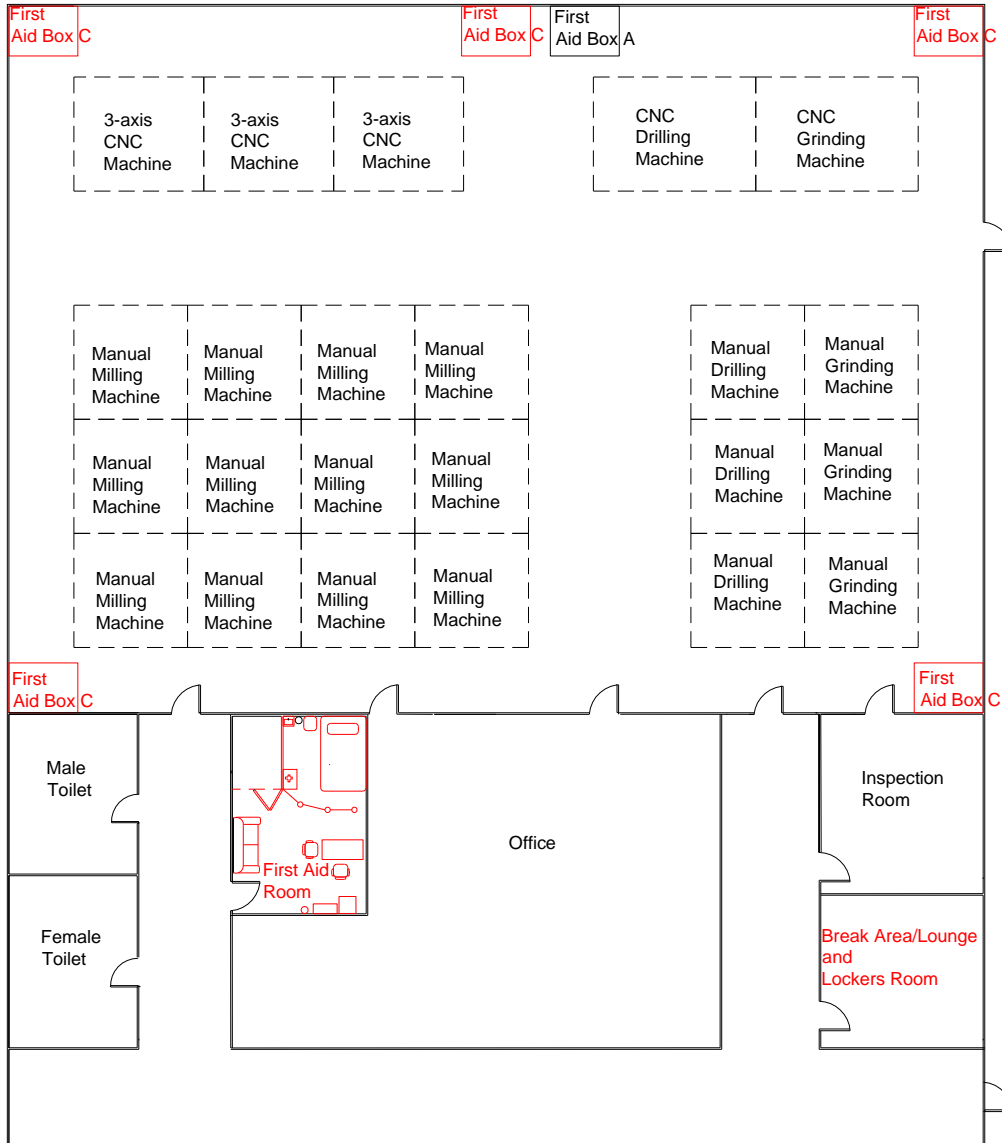 First
Aid Box C
First
Aid Box C
First
Aid Box A
First
Aid Box C
3-axis
CNC
Machine
3-axis
CNC
Machine
3-axis
CNC
Machine
CNC
Drilling
Machine
CNC
Grinding
Machine
Manual
Milling
Machine
Manual
Milling
Machine
Manual
Milling
Machine
Manual
Milling
Machine
Manual
Drilling
Machine
Manual
Grinding
Machine
Manual
Milling
Machine
Manual
Milling
Machine
Manual
Milling
Machine
Manual
Milling
Machine
Manual
Drilling
Machine
Manual
Grinding
Machine
Manual
Milling
Machine
Manual
Milling
Machine
Manual
Milling
Machine
Manual
Milling
Machine
Manual
Drilling
Machine
Manual
Grinding
Machine
First
Aid Box C
First
Aid Box C
Male
Toilet
First Aid
Room
Office
Inspection
Room
Female
Toilet
Break Area/Lounge
and
Lockers Room